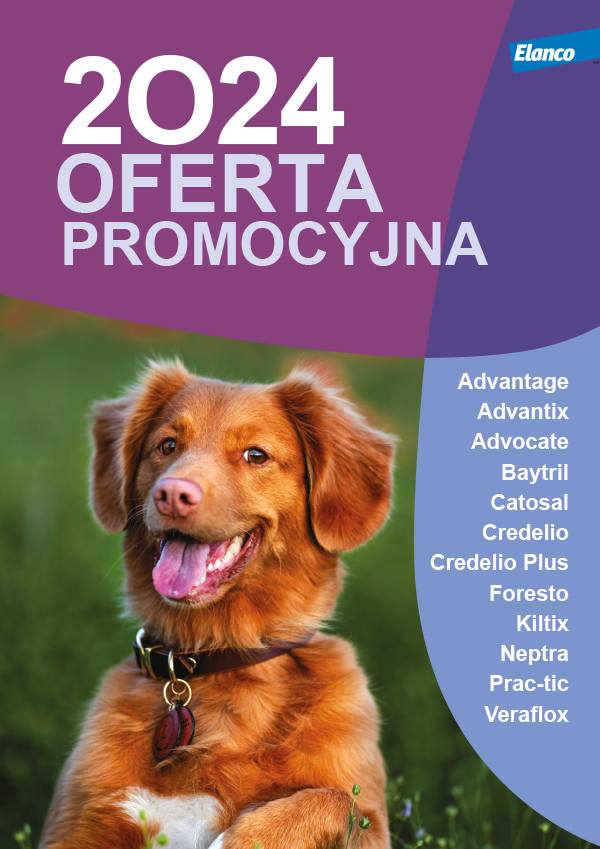 Elanco
2024
OFERTA
PROMOCYJNA
Advantage
Advantix
Advocate
Baytril
Catosal
Credelio
Credelio Plus
Foresto
Kiltix
Neptra
Prac-tic
Veraflox